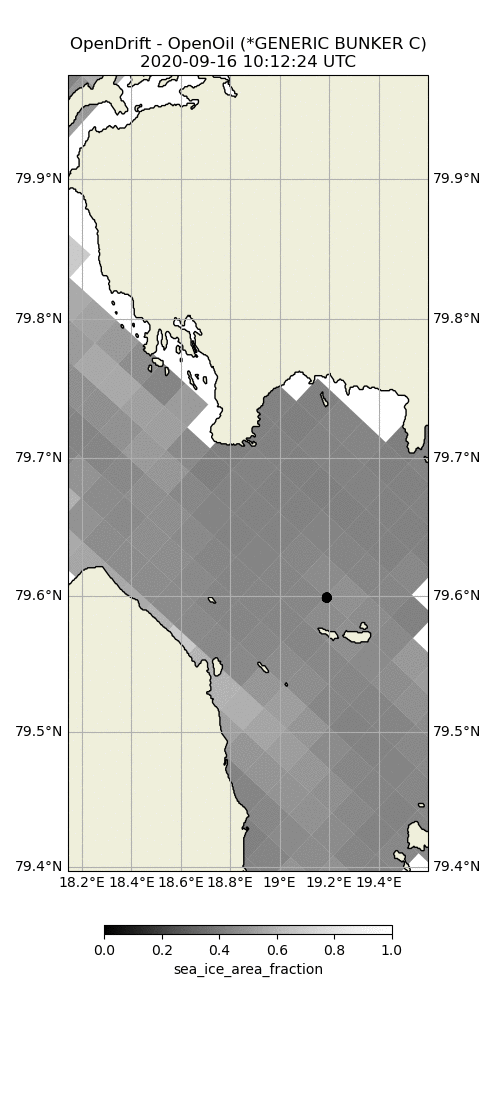 OpenDrift - OpenOil (*GENERIC BUNKER C)
2020-09-16 10:12:24 UTC
79.9°N 79.9°N
79.8°N 79.8°N
79.7°N 79.7°N
79.6°N 79.6°N
79.5°N 79.5°N
79.4°N 79.4°N
18.2°E 18.4°E 18.6°E 18.8°E 19°E 19.2°E 19.4°E
0.0 0.2 0.4 0.6 0.8 1.0
sea_ice_area_fraction